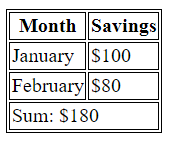 Month Savings
January $100
February $80
Sum: $180